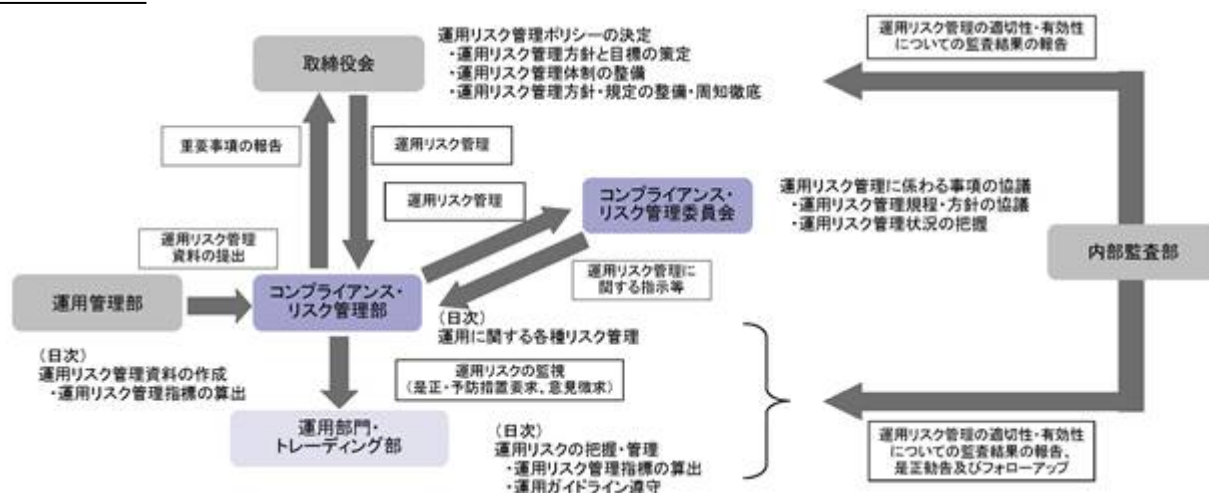 運用リスク管理ポリシーの決定
・運用リスク管理方針と目標の策定
・運用リスク管理体制の整備
・運用リスク管理方針・規定の整備・周知徹底
取締役会
運用リスク管理の適切性・有効性
についての監査結果の報告
重要事項の報告
運用リスク管理
運用リスク管理
コンプライアンス・
リスク管理委員会
運用リスク管理に係わる事項の協議
・運用リスク管理規程・方針の協議
・運用リスク管理状況の把握
内部監査部
運用リスク管理
資料の提出
運用リスク管理に
関する指示等
運用管理部
コンプライアンス・
リスク管理部
(日次)
運用に関する各種リスク管理
(日次)
運用リスク管理資料の作成
・運用リスク管理指標の算出
運用リスクの監視
(是正・予防措置要求、意見徴求)
運用部門・
トレーディング部
(日次)
運用リスクの把握・管理
・運用リスク管理指標の算出
・運用ガイドライン遵守
運用リスク管理の適切性・有効性
についての監査結果の報告、
是正勧告及びフォローアップ